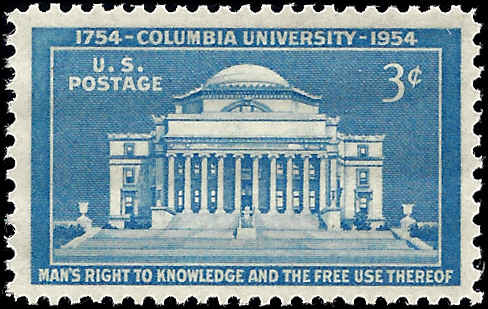 1754-COLUMBIA UNIVERSITY-1954
U.S.
POSTAGE
3¢
MAN'S RIGHT TO KNOWLEDGE AND THE FREE USE THEREOF